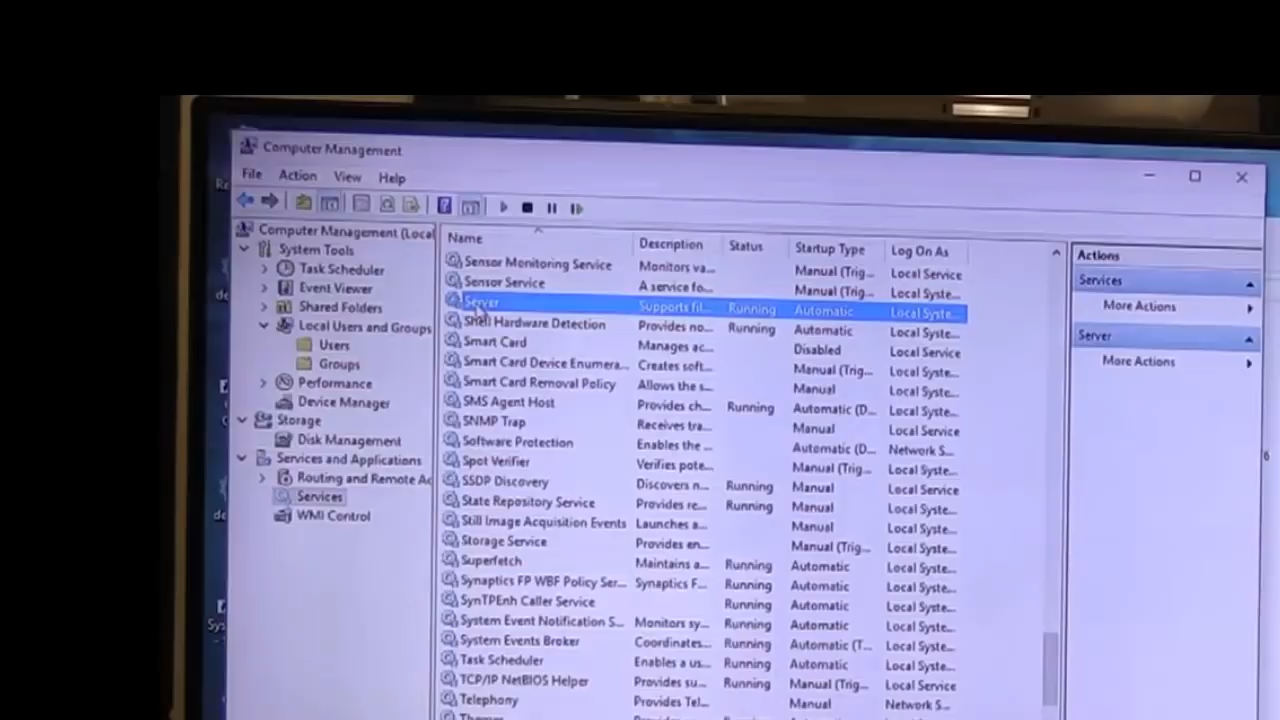 Computer Management
File Action View Help
Computer Management (Local
System Tools
Task Scheduler
Event Viewer
Shared Folders
Local Users and Groups
Users
Groups
Performance
Device Manager
Storage
Disk Management
Services and Applications
Routing and Remote Ac
Services
WMI Control
Name Description Status Startup Type Log On As
Sensor Monitoring Service Monitors va... Manual (Trig... Local Service
Sensor Service A service fo... Manual (Trig... Local Syste...
Server Supports fil... Running Automatic Local Syste...
Shell Hardware Detection Provides no... Running Automatic Local Syste...
Smart Card Manages ac... Disabled Local Service
Smart Card Device Enumera... Creates soft... Manual (Trig... Local Syste...
Smart Card Removal Policy Allows the s... Manual Local Syste...
SMS Agent Host Provides ch... Running Automatic (D... Local Syste...
SNMP Trap Receives tra... Manual Local Service
Software Protection Enables the ... Automatic (D... Network S...
Spot Verifier Verifies pote... Manual (Trig... Local Syste...
SSDP Discovery Discovers n... Running Manual Local Service
State Repository Service Provides re... Running Manual Local Syste...
Still Image Acquisition Events Launches a... Manual Local Syste...
Storage Service Provides en... Manual (Trig... Local Syste...
Superfetch Maintains a... Running Automatic Local Syste...
Synaptics FP WBF Policy Ser... Synaptics F... Running Automatic Local Syste...
SynTPEnh Caller Service Running Automatic Local Syste...
System Event Notification S... Monitors sy... Running Automatic Local Syste...
System Events Broker Coordinates... Running Automatic (T... Local Syste...
Task Scheduler Enables a us... Running Automatic Local Syste...
TCP/IP NetBIOS Helper Provides su... Running Manual (Trig... Local Service
Telephony Provides Tel... Manual Network S...
Actions
Services
More Actions
Server
More Actions
6